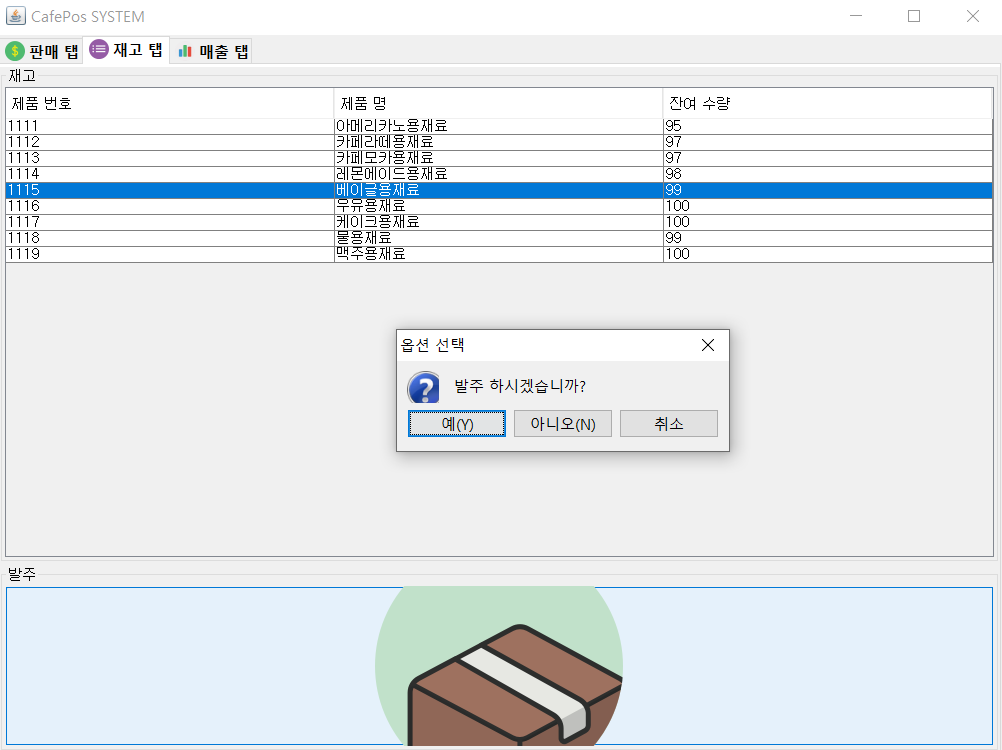 CafePos SYSTEM
$ 판매 탭 재고 탭 매출 탭
재고
제품 번호 제품 명 잔여 수량
1111 아메리카노용재료 95
1112 카페라떼용재료 97
1113 카페모카용재료 97
1114 레몬에이드용재료 98
1115 베이글용재료 99
1116 우유용재료 100
1117 케이크용재료 100
1118 물용재료 99
1119 맥주용재료 100
옵션 선택
? 발주 하시겠습니까?
예(Y) 아니오(N) 취소
발주